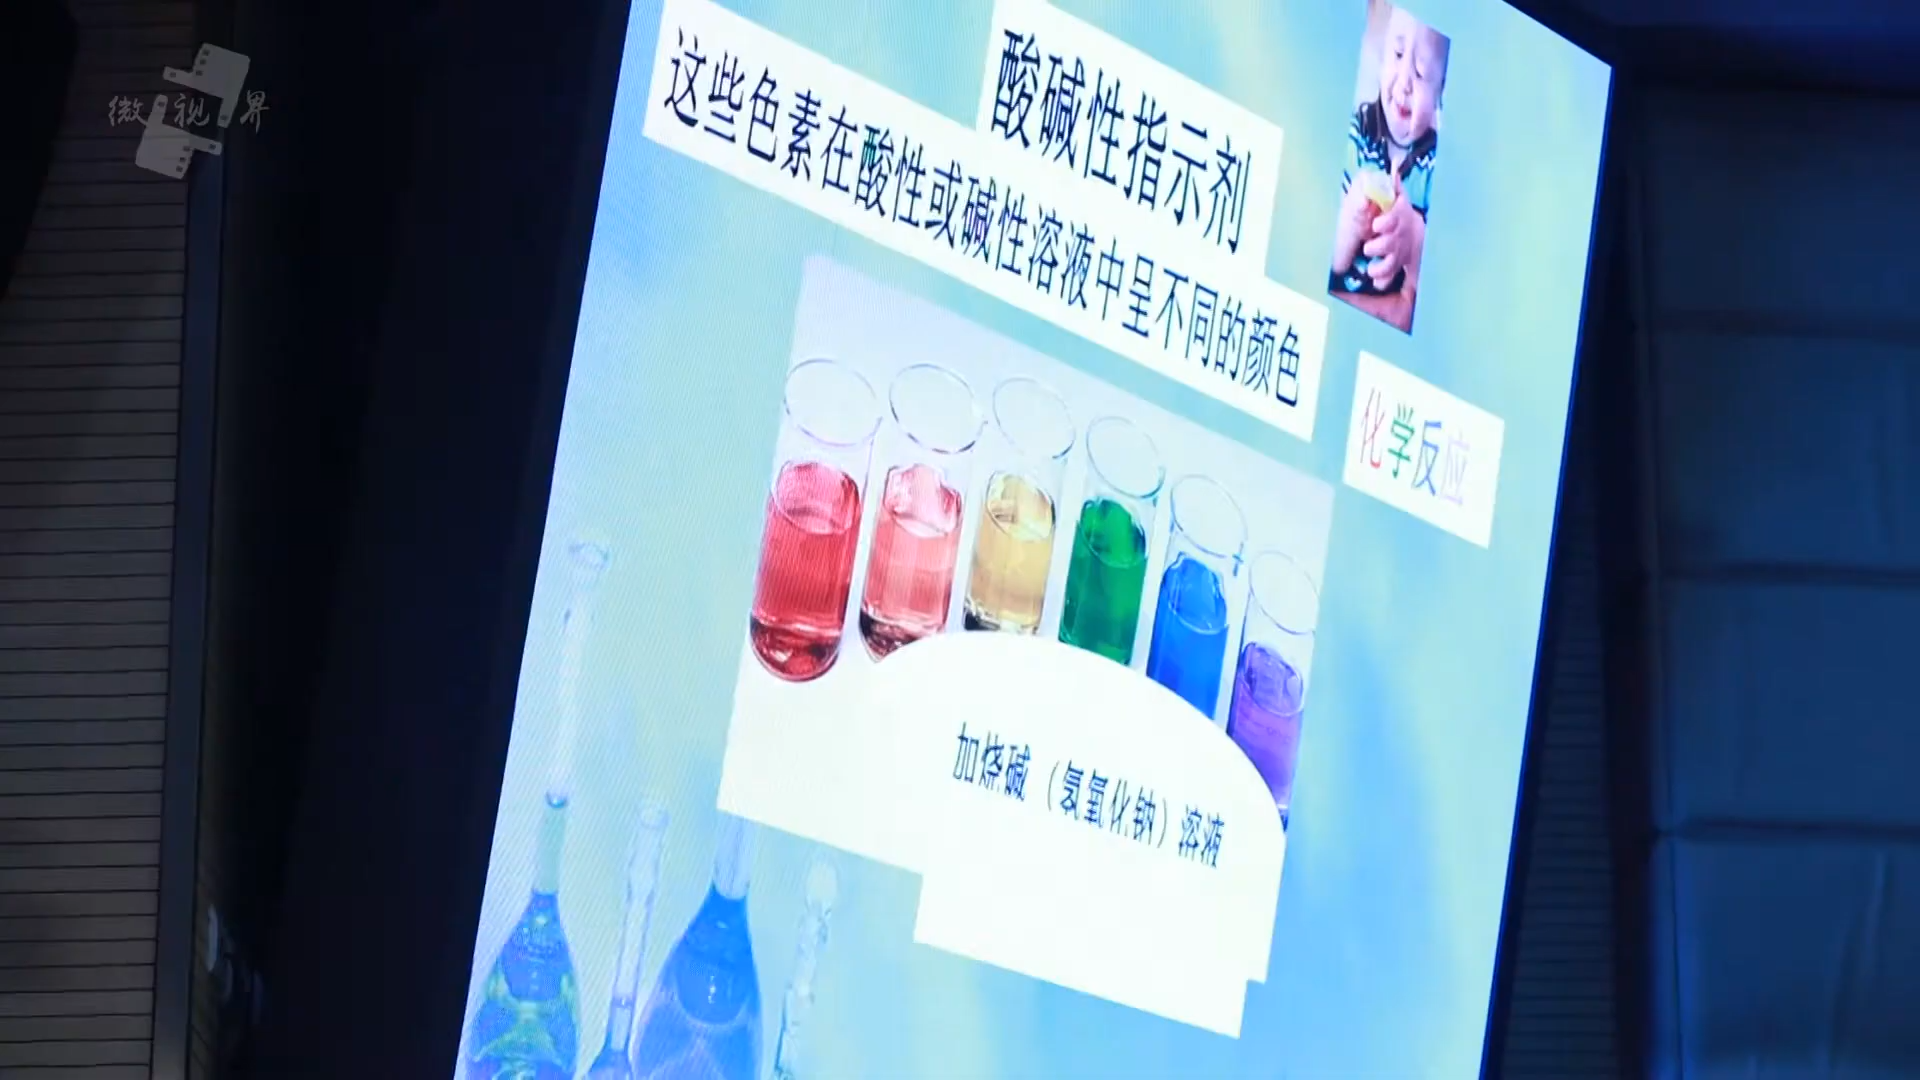 微视界
酸碱性指示剂
这些色素在酸性或碱性溶液中呈不同的颜色
化学反应
加烧碱（氢氧化钠）溶液